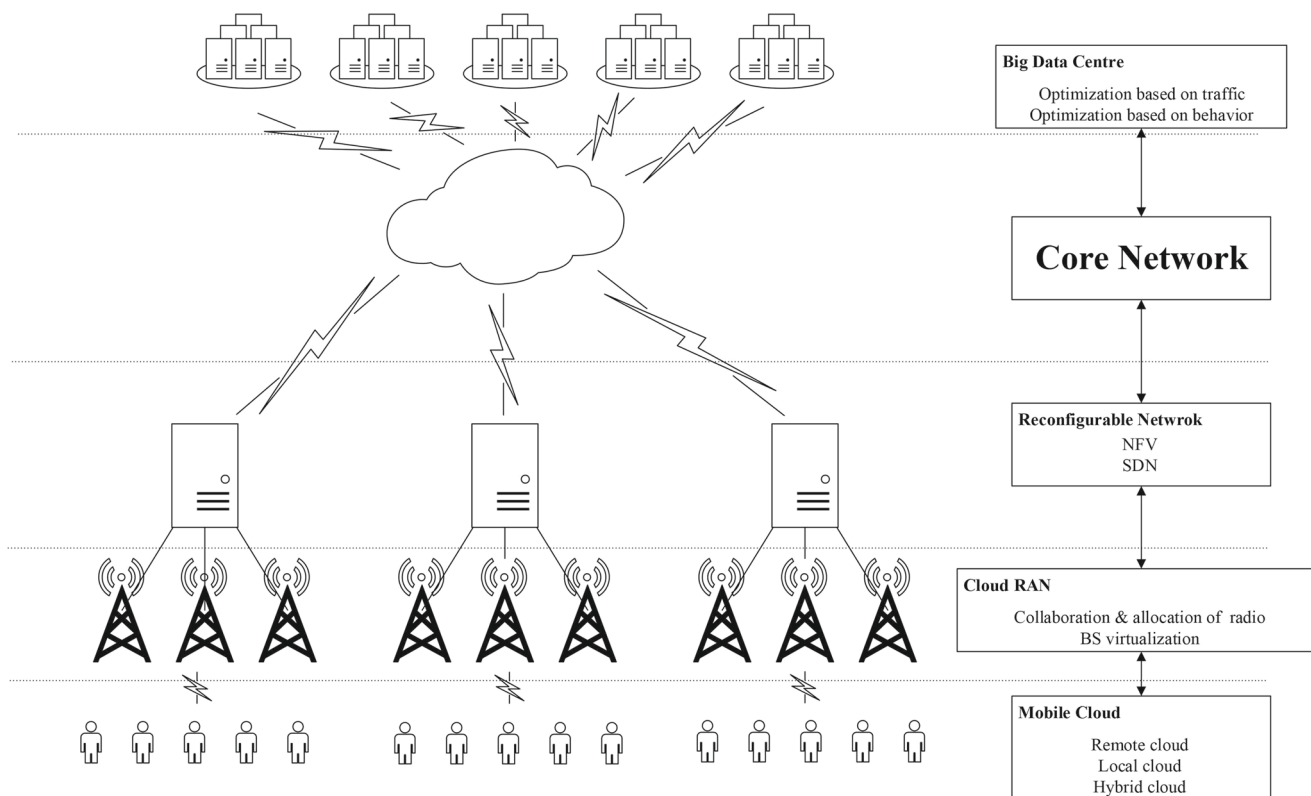 Big Data Centre
Optimization based on traffic
Optimization based on behavior
Core Network
Reconfigurable Netwrok
NFV
SDN
Cloud RAN
Collaboration & allocation of radio
BS virtualization
Mobile Cloud
Remote cloud
Local cloud
Hybrid cloud